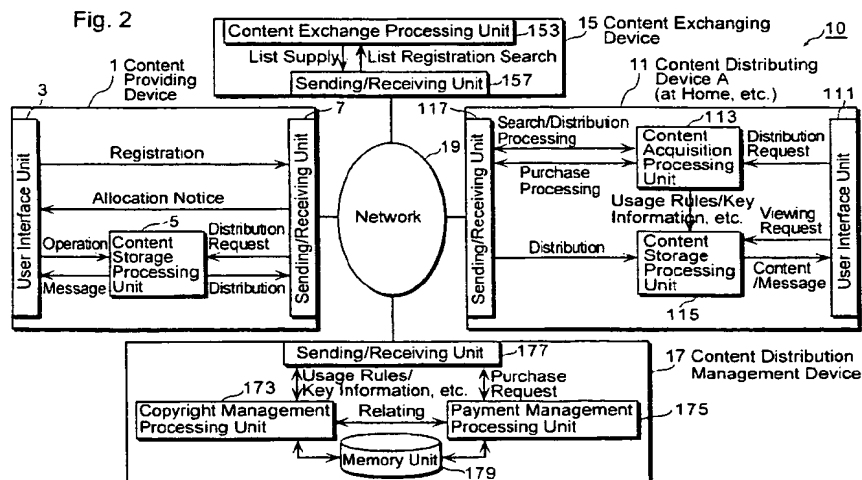 Fig. 2
10
Content Exchange Processing Unit
153
List Supply
List Registration Search
Sending/Receiving Unit
157
15 Content Exchanging
Device
1 Content
Providing
Device
3
7
User Interface Unit
Registration
Allocation Notice
5
Operation
Content
Storage
Processing
Unit
Distribution
Request
Message
Distribution
Sending/Receiving Unit
19
Network
11 Content Distributing
Device A
(at Home, etc.)
117
111
Sending/Receiving Unit
Search/Distribution
Processing
Purchase
Processing
113
Content
Acquisition
Processing
Unit
Distribution
Request
Usage Rules/Key
Information, etc.
Distribution
Content
Storage
Processing
Unit
115
Viewing
Request
Content
/Message
User Interface Unit
Sending/Receiving Unit
177
17 Content Distribution
Management Device
Usage Rules/
Key Information, etc.
Purchase
Request
173
Copyright Management
Processing Unit
Relating
Payment Management
Processing Unit
175
Memory Unit
179